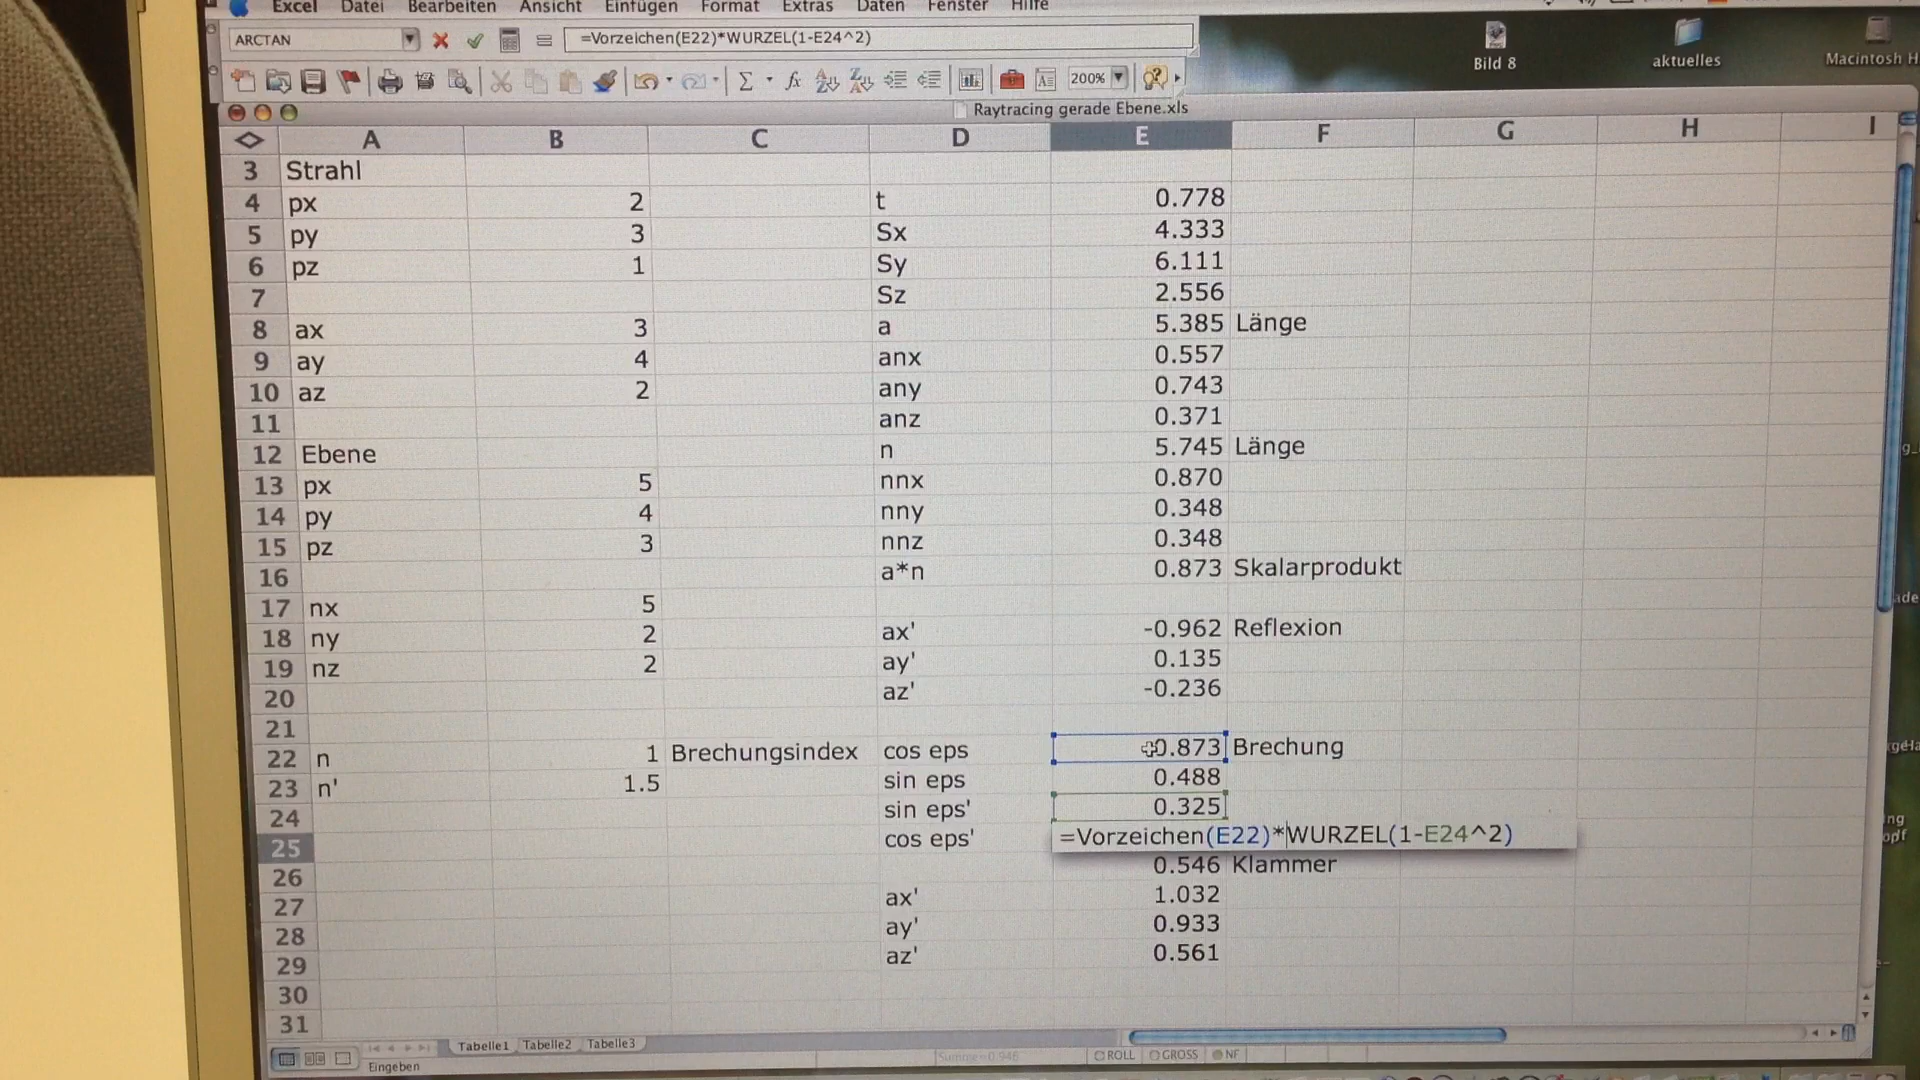 Excel Datei Bearbeiten Ansicht Einfügen Format Extras Daten Fenster Hilfe
ARCTAN =Vorzeichen(E22)*WURZEL(1-E24^2)
200%
Bild 8
aktuelles
Macintosh H
Raytracing gerade Ebene.xls
A B C D E F G H I
3 Strahl
4 px 2 t 0.778
5 py 3 Sx 4.333
6 pz 1 Sy 6.111
7 Sz 2.556
8 ax 3 a 5.385 Länge
9 ay 4 anx 0.557
10 az 2 any 0.743
11 anz 0.371
12 Ebene n 5.745 Länge
13 px 5 nnx 0.870
14 py 4 nny 0.348
15 pz 3 nnz 0.348
16 a*n 0.873 Skalarprodukt
17 nx 5
18 ny 2 ax' -0.962 Reflexion
19 nz 2 ay' 0.135
20 az' -0.236
21
22 n 1 Brechungsindex cos eps 0.873 Brechung
23 n' 1.5 sin eps 0.488
24 sin eps' 0.325
25 cos eps' =Vorzeichen(E22)*WURZEL(1-E24^2)
26 0.546 Klammer
27 ax' 1.032
28 ay' 0.933
29 az' 0.561
30
31
Tabelle1 Tabelle2 Tabelle3
Eingeben Summe=0.946 ROLL GROSS NF